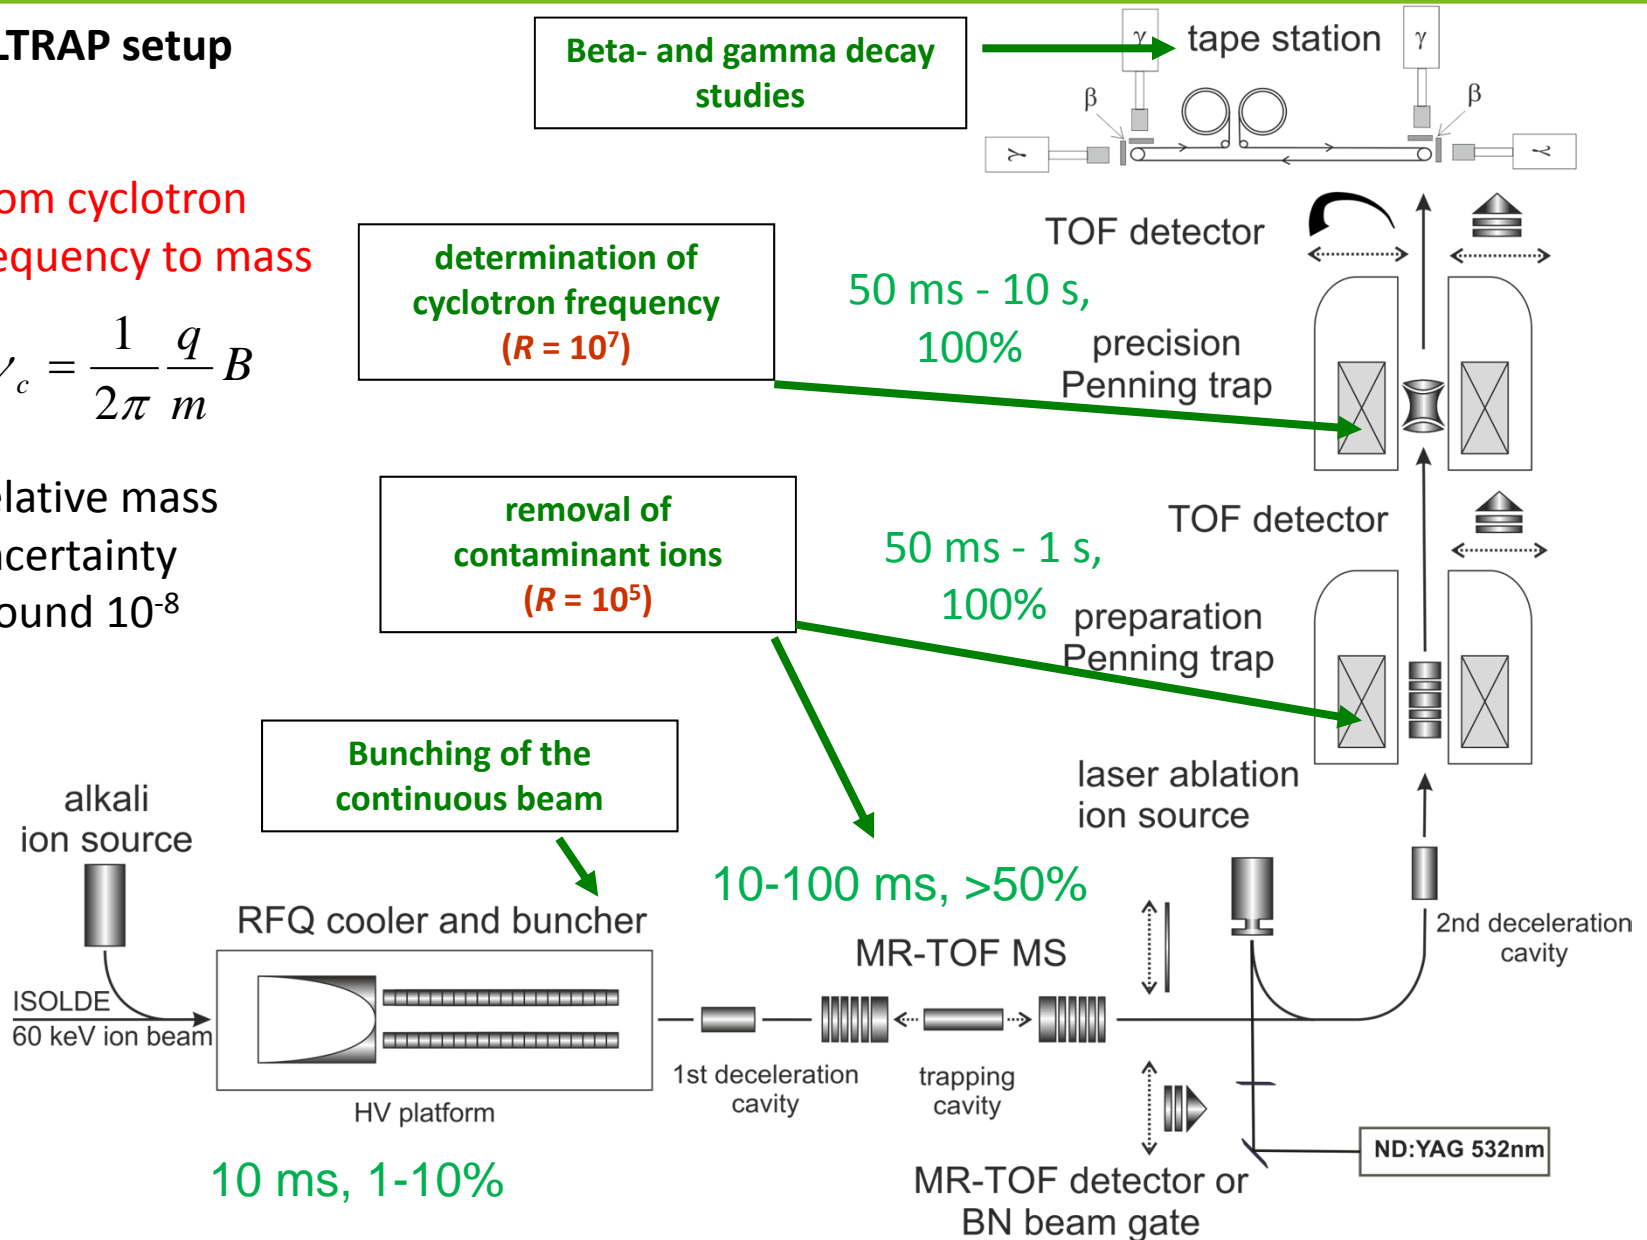 LTRAP setup
Beta- and gamma decay
studies
γ
tape station
γ
β
β
γ
γ
om cyclotron
equency to mass
ν_c = 1/2π q/m B
elative mass
ncertainty
ound 10⁻⁸
determination of
cyclotron frequency
(R = 10⁷)
TOF detector
50 ms - 10 s,
100%
precision
Penning trap
removal of
contaminant ions
(R = 10⁵)
TOF detector
50 ms - 1 s,
100%
preparation
Penning trap
Bunching of the
continuous beam
alkali
ion source
laser ablation
ion source
10-100 ms, >50%
RFQ cooler and buncher
MR-TOF MS
2nd deceleration
cavity
ISOLDE
60 keV ion beam
HV platform
1st deceleration
cavity
trapping
cavity
10 ms, 1-10%
MR-TOF detector or
BN beam gate
ND:YAG 532nm